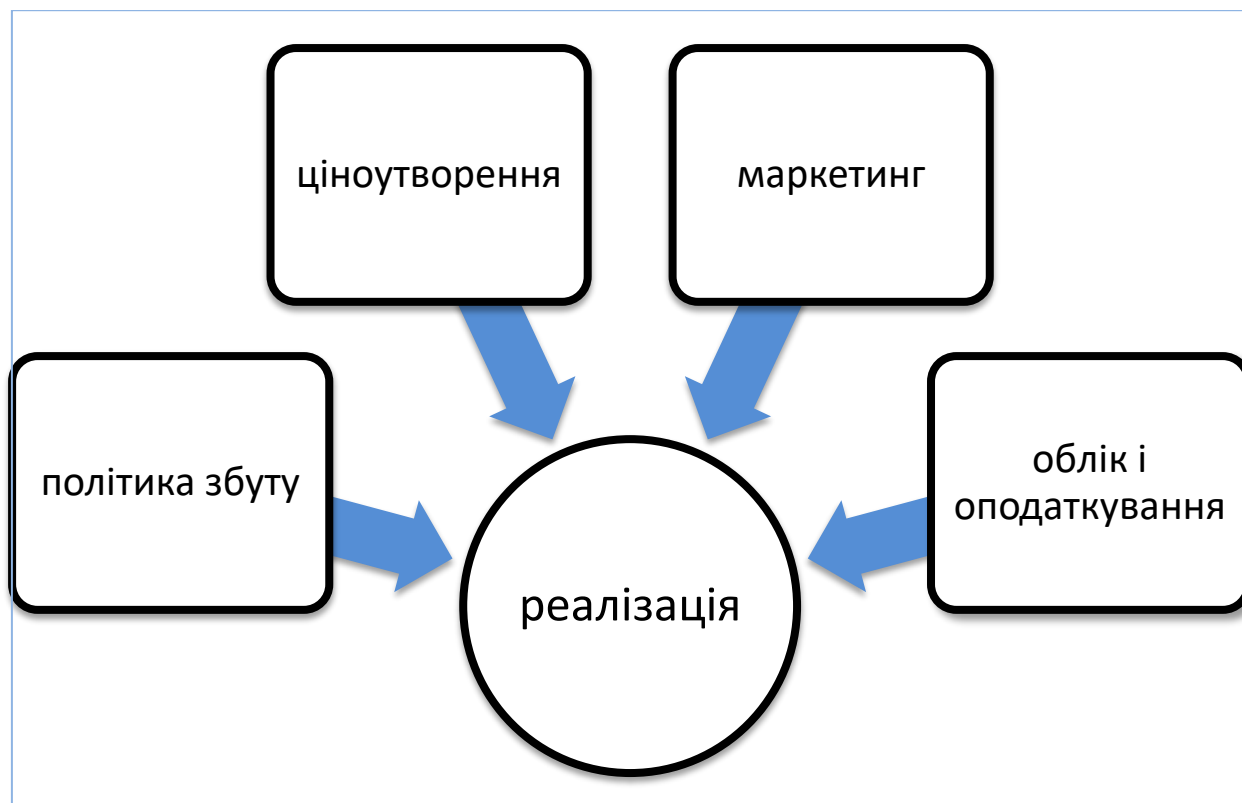 ціноутворення
маркетинг
політика збуту
облік і
оподаткування
реалізація